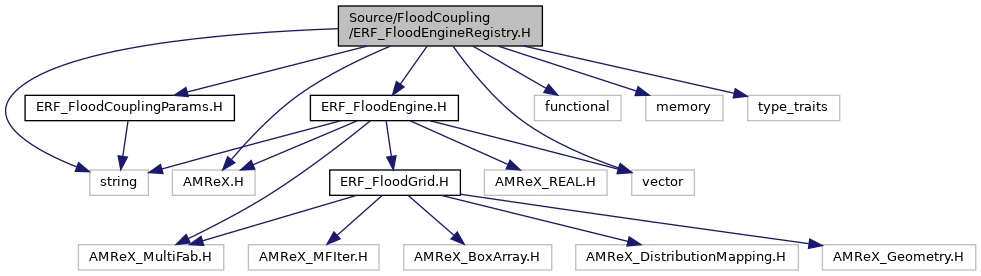 Source/FloodCoupling
/ERF_FloodEngineRegistry.H
ERF_FloodCouplingParams.H
ERF_FloodEngine.H
functional
memory
type_traits
string
AMReX.H
ERF_FloodGrid.H
AMReX_REAL.H
vector
AMReX_MultiFab.H
AMReX_MFIter.H
AMReX_BoxArray.H
AMReX_DistributionMapping.H
AMReX_Geometry.H